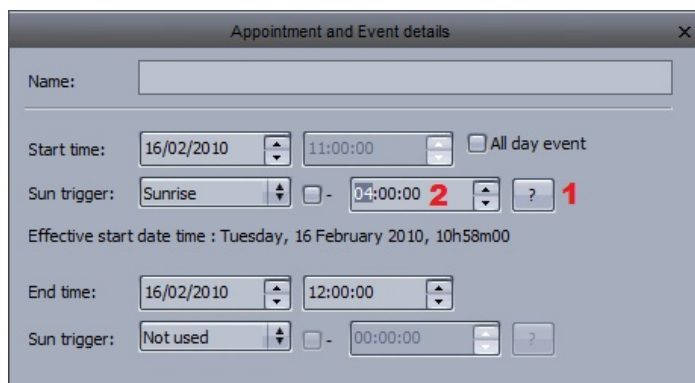 Appointment and Event details x
Name:
Start time: 16/02/2010 11:00:00 All day event
Sun trigger: Sunrise - 04:00:00 2 ? 1
Effective start date time : Tuesday, 16 February 2010, 10h58m00
End time: 16/02/2010 12:00:00
Sun trigger: Not used - 00:00:00 ?